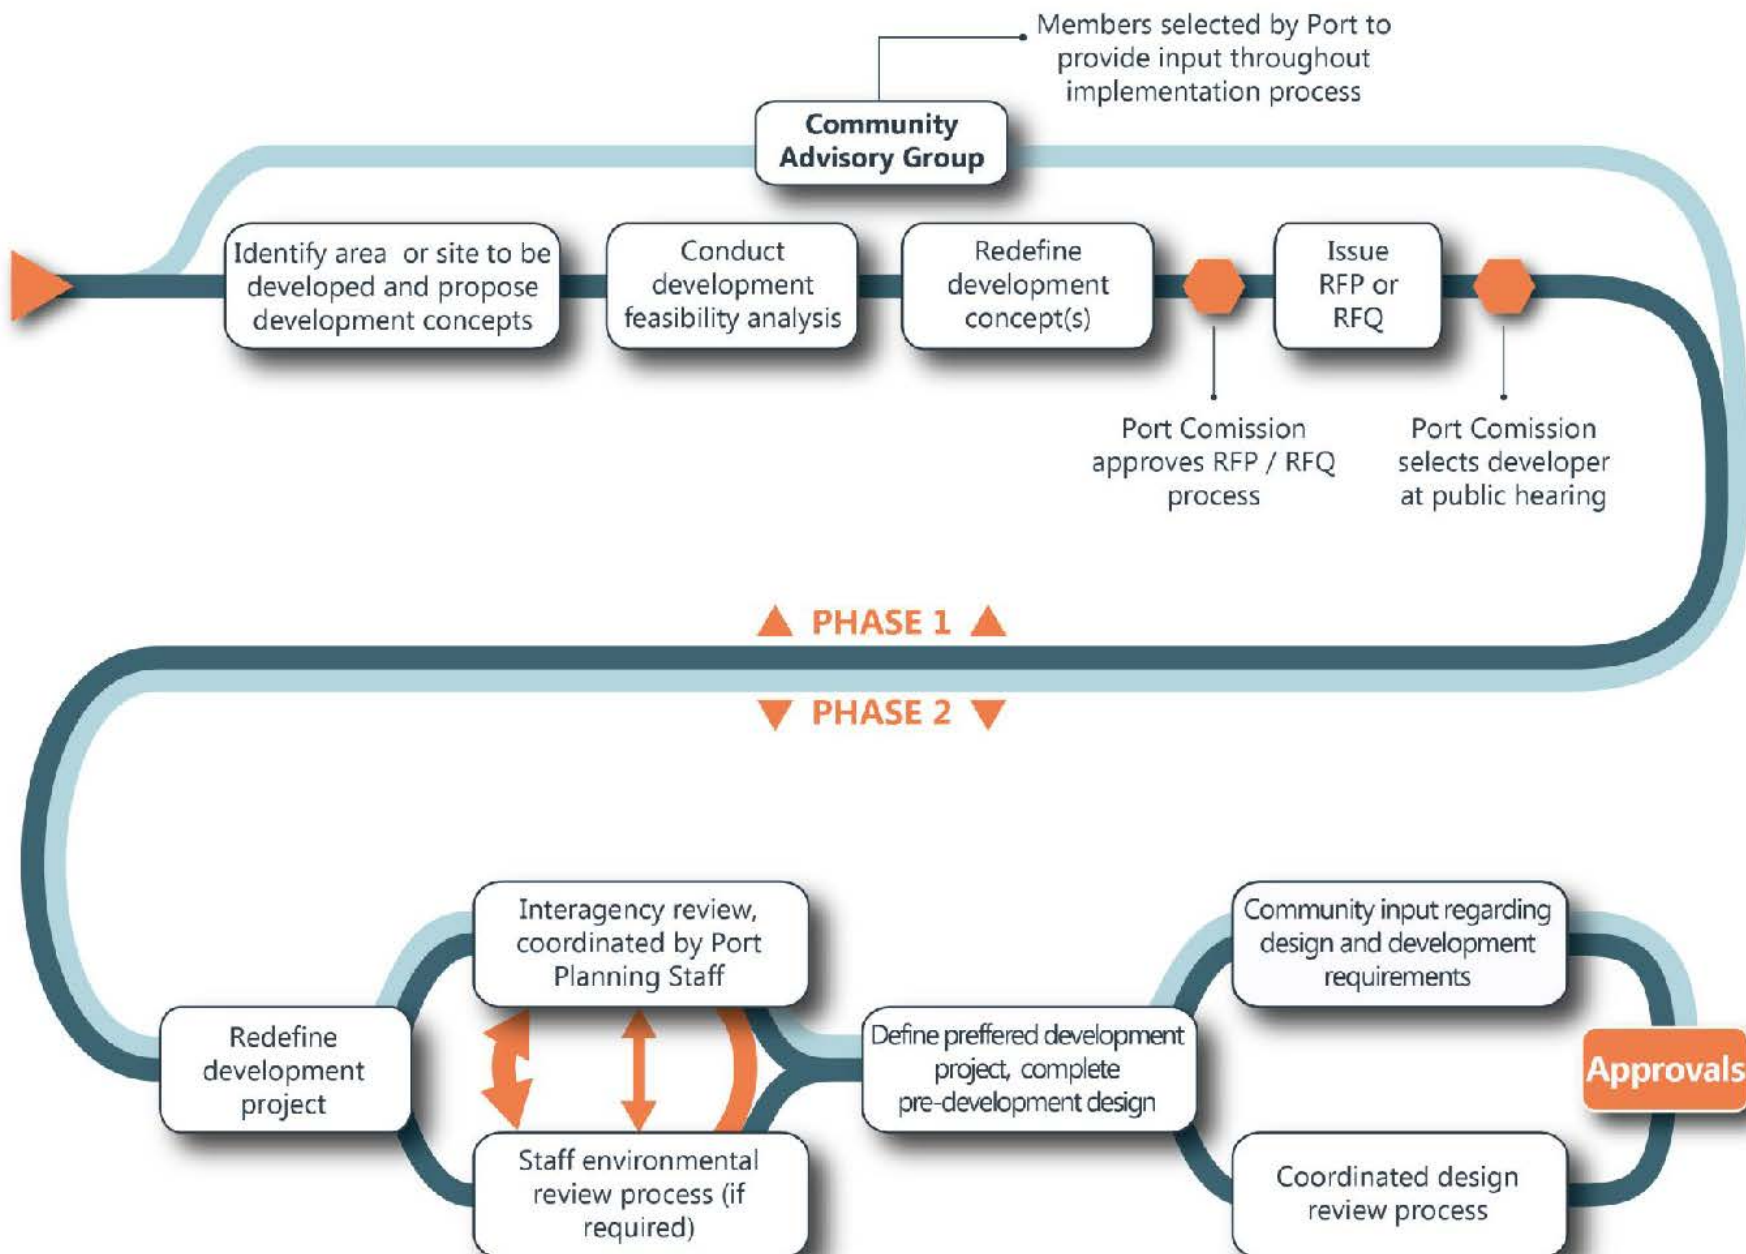 Members selected by Port to
provide input throughout
implementation process
Community
Advisory Group
Identify area or site to be
developed and propose
development concepts
Conduct
development
feasibility analysis
Redefine
development
concept(s)
Issue
RFP or
RFQ
Port Comission
approves RFP / RFQ
process
Port Comission
selects developer
at public hearing
PHASE 1
PHASE 2
Redefine
development
project
Interagency review,
coordinated by Port
Planning Staff
Staff environmental
review process (if
required)
Define preffered development
project, complete
pre-development design
Community input regarding
design and development
requirements
Coordinated design
review process
Approvals